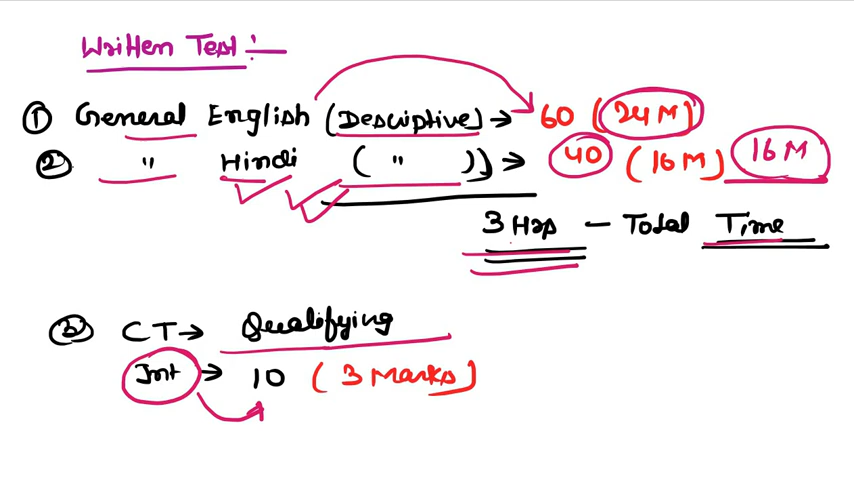 Written Test :-
① General English (Descriptive) → 60 (24 M)
② " Hindi ( " ) → 40 (16 M) 16 M
3 Hrs - Total Time
③ CT → Qualifying
Int → 10 (3 Marks)